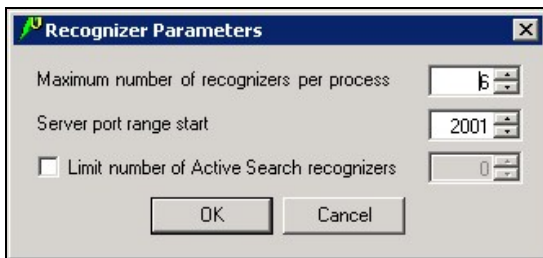 Recognizer Parameters
Maximum number of recognizers per process 6
Server port range start 2001
Limit number of Active Search recognizers 0
OK Cancel